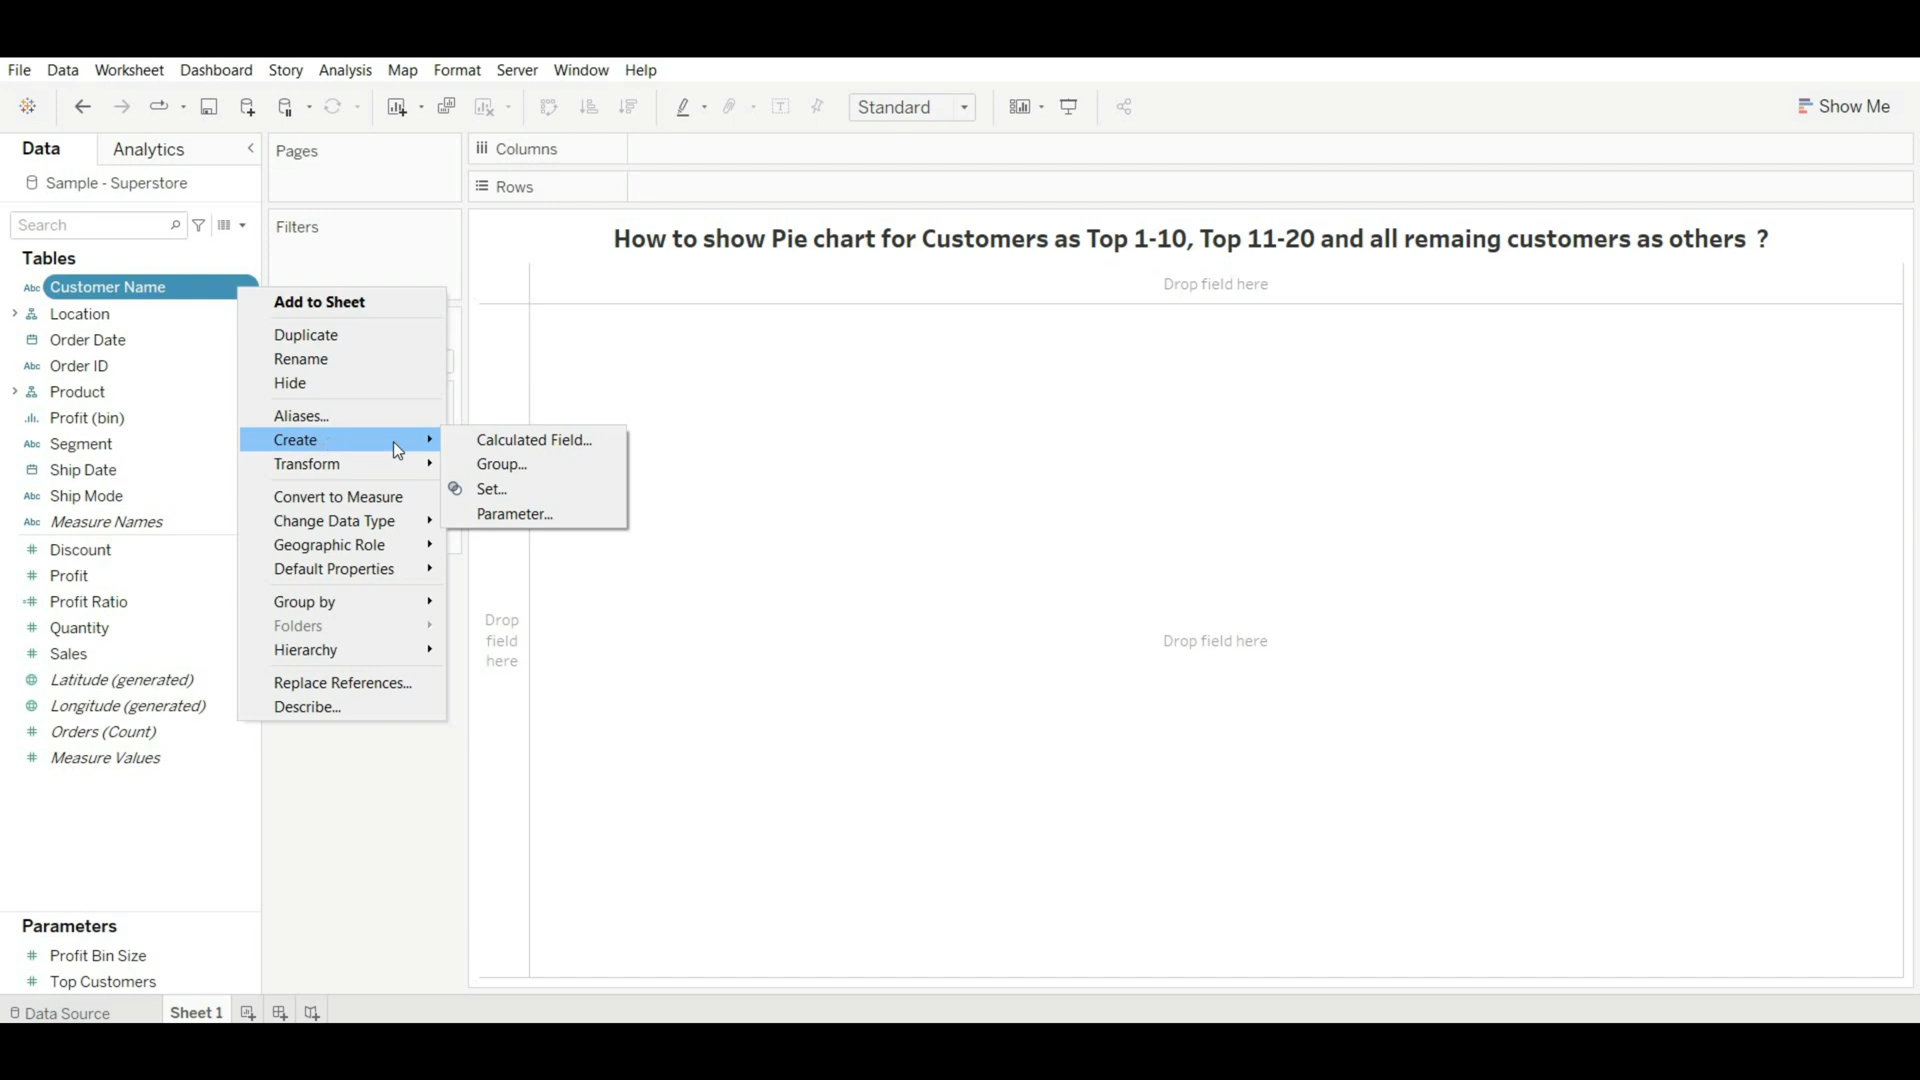 File Data Worksheet Dashboard Story Analysis Map Format Server Window Help
Standard
Show Me
Data Analytics
Sample - Superstore
Search
Tables
Abc Customer Name
Location
Order Date
Abc Order ID
Product
Profit (bin)
Abc Segment
Ship Date
Abc Ship Mode
Abc Measure Names
Discount
Profit
Profit Ratio
Quantity
Sales
Latitude (generated)
Longitude (generated)
Orders (Count)
Measure Values
Parameters
Profit Bin Size
Top Customers
Pages
Filters
Add to Sheet
Duplicate
Rename
Hide
Aliases...
Create
Transform
Convert to Measure
Change Data Type
Geographic Role
Default Properties
Group by
Folders
Hierarchy
Replace References...
Describe...
Calculated Field...
Group...
Set...
Parameter...
Columns
Rows
How to show Pie chart for Customers as Top 1-10, Top 11-20 and all remaing customers as others ?
Drop field here
Drop
field
here
Drop field here
Data Source Sheet 1